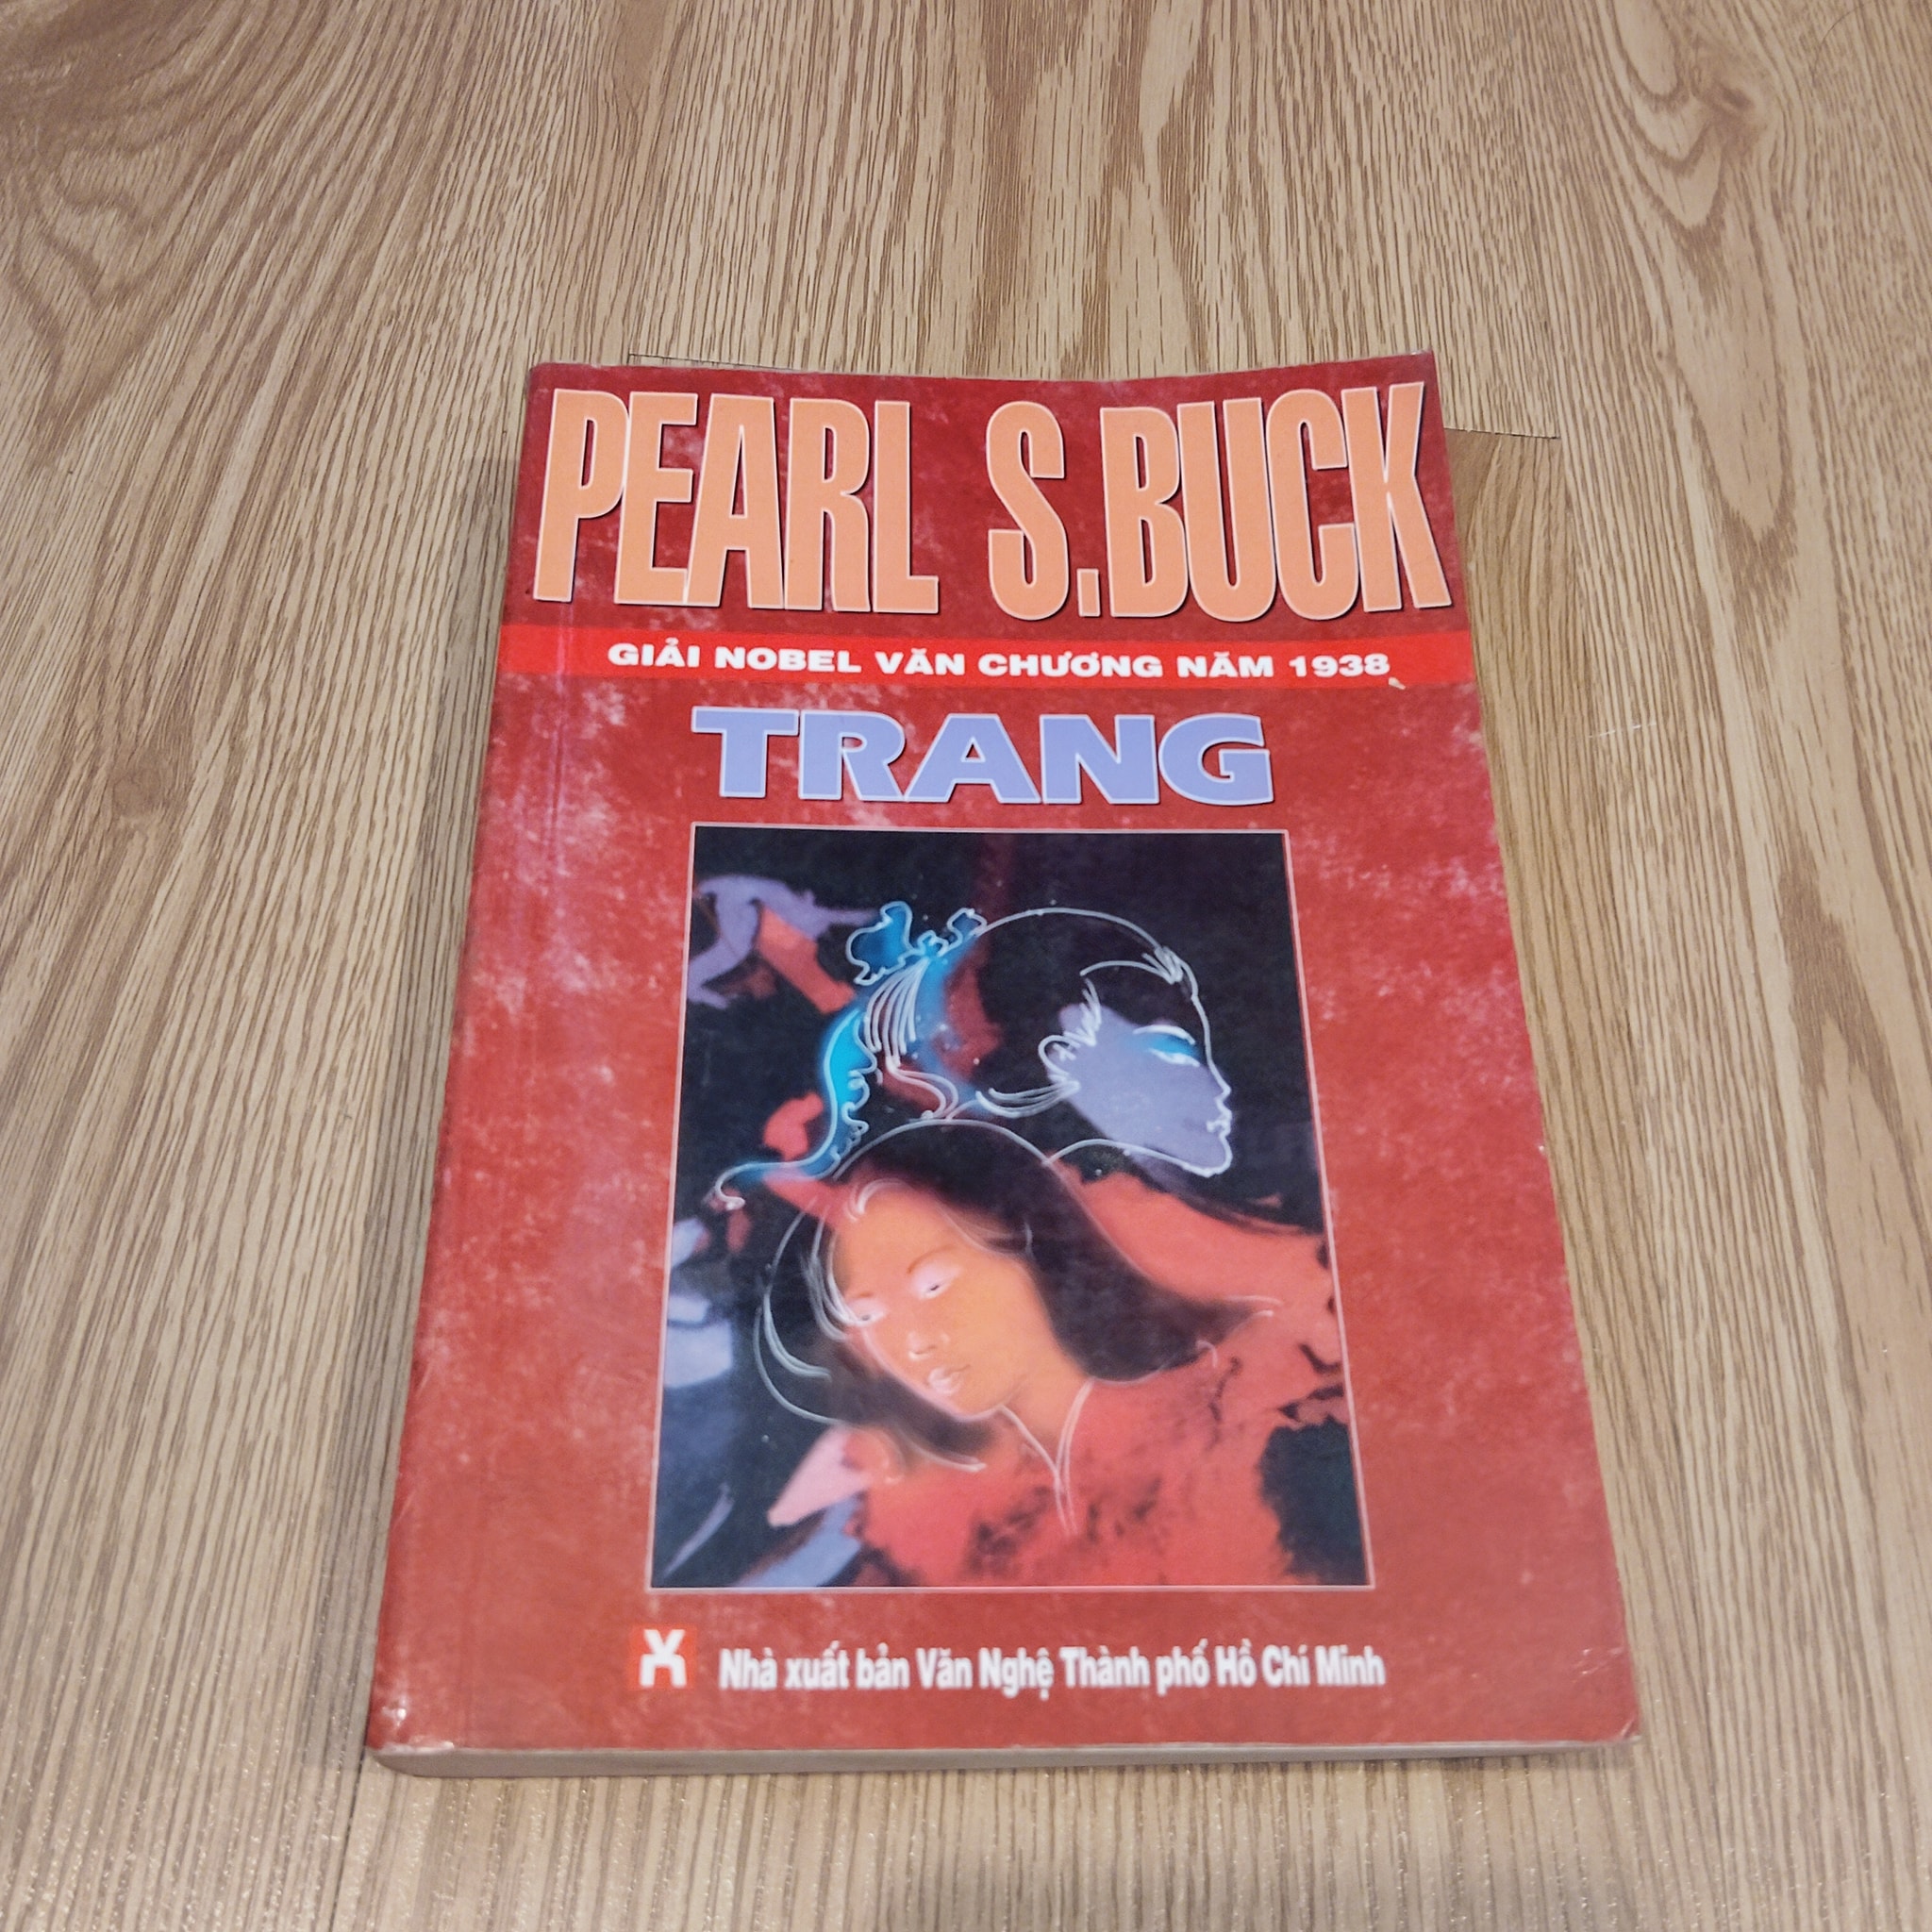 PEARL S.BUCK
GIẢI NOBEL VĂN CHƯƠNG NĂM 1938
TRANG
Nhà xuất bản Văn Nghệ Thành phố Hồ Chí Minh